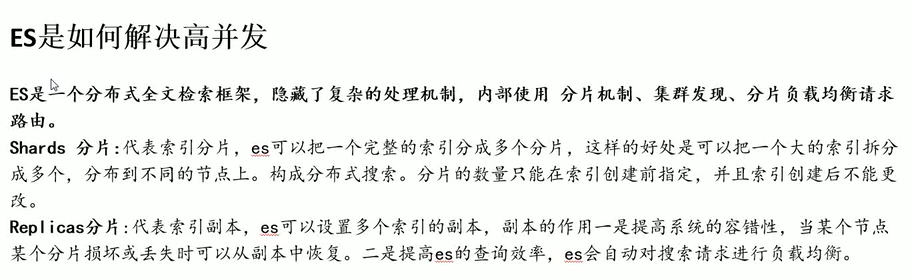 ES是如何解决高并发
ES是一个分布式全文检索框架，隐藏了复杂的处理机制，内部使用 分片机制、集群发现、分片负载均衡请求
路由。
Shards 分片:代表索引分片，es可以把一个完整的索引分成多个分片，这样的好处是可以把一个大的索引拆分
成多个，分布到不同的节点上。构成分布式搜索。分片的数量只能在索引创建前指定，并且索引创建后不能更
改。
Replicas分片:代表索引副本，es可以设置多个索引的副本，副本的作用一是提高系统的容错性，当某个节点
某个分片损坏或丢失时可以从副本中恢复。二是提高es的查询效率，es会自动对搜索请求进行负载均衡。